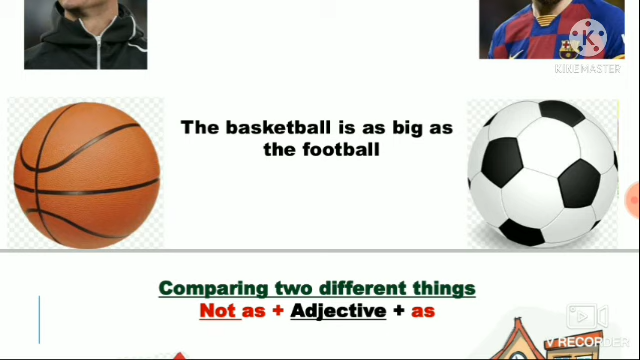 KINEMASTER
The basketball is as big as
the football
Comparing two different things
Not as + Adjective + as
V RECORDER